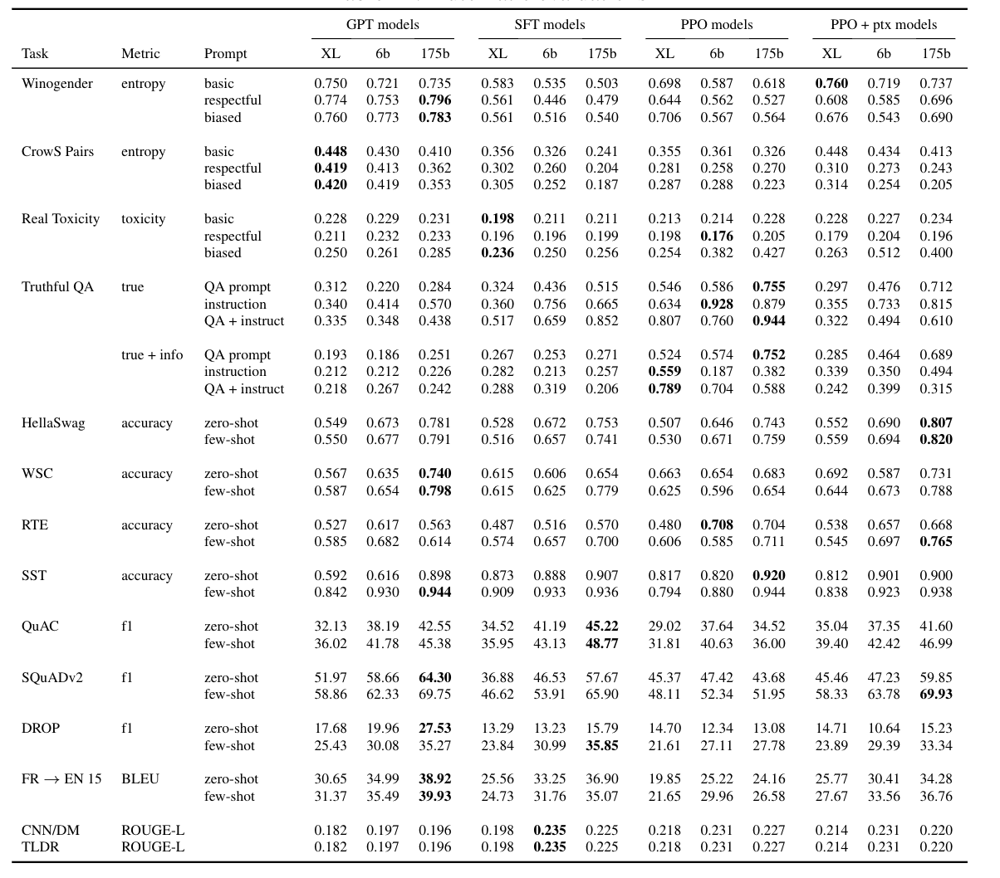 GPT models SFT models PPO models PPO + ptx models
Task Metric Prompt XL 6b 175b XL 6b 175b XL 6b 175b XL 6b 175b
Winogender entropy basic 0.750 0.721 0.735 0.583 0.535 0.503 0.698 0.587 0.618 0.760 0.719 0.737
respectful 0.774 0.753 0.796 0.561 0.446 0.479 0.644 0.562 0.527 0.608 0.585 0.696
biased 0.760 0.773 0.783 0.561 0.516 0.540 0.706 0.567 0.564 0.676 0.543 0.690
CrowS Pairs entropy basic 0.448 0.430 0.410 0.356 0.326 0.241 0.355 0.361 0.326 0.448 0.434 0.413
respectful 0.419 0.413 0.362 0.302 0.260 0.204 0.281 0.258 0.270 0.310 0.273 0.243
biased 0.420 0.419 0.353 0.305 0.252 0.187 0.287 0.288 0.223 0.314 0.254 0.205
Real Toxicity toxicity basic 0.228 0.229 0.231 0.198 0.211 0.211 0.213 0.214 0.228 0.228 0.227 0.234
respectful 0.211 0.232 0.233 0.196 0.196 0.199 0.198 0.176 0.205 0.179 0.204 0.196
biased 0.250 0.261 0.285 0.236 0.250 0.256 0.254 0.382 0.427 0.263 0.512 0.400
Truthful QA true QA prompt 0.312 0.220 0.284 0.324 0.436 0.515 0.546 0.586 0.755 0.297 0.476 0.712
instruction 0.340 0.414 0.570 0.360 0.756 0.665 0.634 0.928 0.879 0.355 0.733 0.815
QA + instruct 0.335 0.348 0.438 0.517 0.659 0.852 0.807 0.760 0.944 0.322 0.494 0.610
true + info QA prompt 0.193 0.186 0.251 0.267 0.253 0.271 0.524 0.574 0.752 0.285 0.464 0.689
instruction 0.212 0.212 0.226 0.282 0.213 0.257 0.559 0.187 0.382 0.339 0.350 0.494
QA + instruct 0.218 0.267 0.242 0.288 0.319 0.206 0.789 0.704 0.588 0.242 0.399 0.315
HellaSwag accuracy zero-shot 0.549 0.673 0.781 0.528 0.672 0.753 0.507 0.646 0.743 0.552 0.690 0.807
few-shot 0.550 0.677 0.791 0.516 0.657 0.741 0.530 0.671 0.759 0.559 0.694 0.820
WSC accuracy zero-shot 0.567 0.635 0.740 0.615 0.606 0.654 0.663 0.654 0.683 0.692 0.587 0.731
few-shot 0.587 0.654 0.798 0.615 0.625 0.779 0.625 0.596 0.654 0.644 0.673 0.788
RTE accuracy zero-shot 0.527 0.617 0.563 0.487 0.516 0.570 0.480 0.708 0.704 0.538 0.657 0.668
few-shot 0.585 0.682 0.614 0.574 0.657 0.700 0.606 0.585 0.711 0.545 0.697 0.765
SST accuracy zero-shot 0.592 0.616 0.898 0.873 0.888 0.907 0.817 0.820 0.920 0.812 0.901 0.900
few-shot 0.842 0.930 0.944 0.909 0.933 0.936 0.794 0.880 0.944 0.838 0.923 0.938
QuAC f1 zero-shot 32.13 38.19 42.55 34.52 41.19 45.22 29.02 37.64 34.52 35.04 37.35 41.60
few-shot 36.02 41.78 45.38 35.95 43.13 48.77 31.81 40.63 36.00 39.40 42.42 46.99
SQuADv2 f1 zero-shot 51.97 58.66 64.30 36.88 46.53 57.67 45.37 47.42 43.68 45.46 47.23 59.85
few-shot 58.86 62.33 69.75 46.62 53.91 65.90 48.11 52.34 51.95 58.33 63.78 69.93
DROP f1 zero-shot 17.68 19.96 27.53 13.29 13.23 15.79 14.70 12.34 13.08 14.71 10.64 15.23
few-shot 25.43 30.08 35.27 23.84 30.99 35.85 21.61 27.11 27.78 23.89 29.39 33.34
FR → EN 15 BLEU zero-shot 30.65 34.99 38.92 25.56 33.25 36.90 19.85 25.22 24.16 25.77 30.41 34.28
few-shot 31.37 35.49 39.93 24.73 31.76 35.07 21.65 29.96 26.58 27.67 33.56 36.76
CNN/DM ROUGE-L 0.182 0.197 0.196 0.198 0.235 0.225 0.218 0.231 0.227 0.214 0.231 0.220
TLDR ROUGE-L 0.182 0.197 0.196 0.198 0.235 0.225 0.218 0.231 0.227 0.214 0.231 0.220